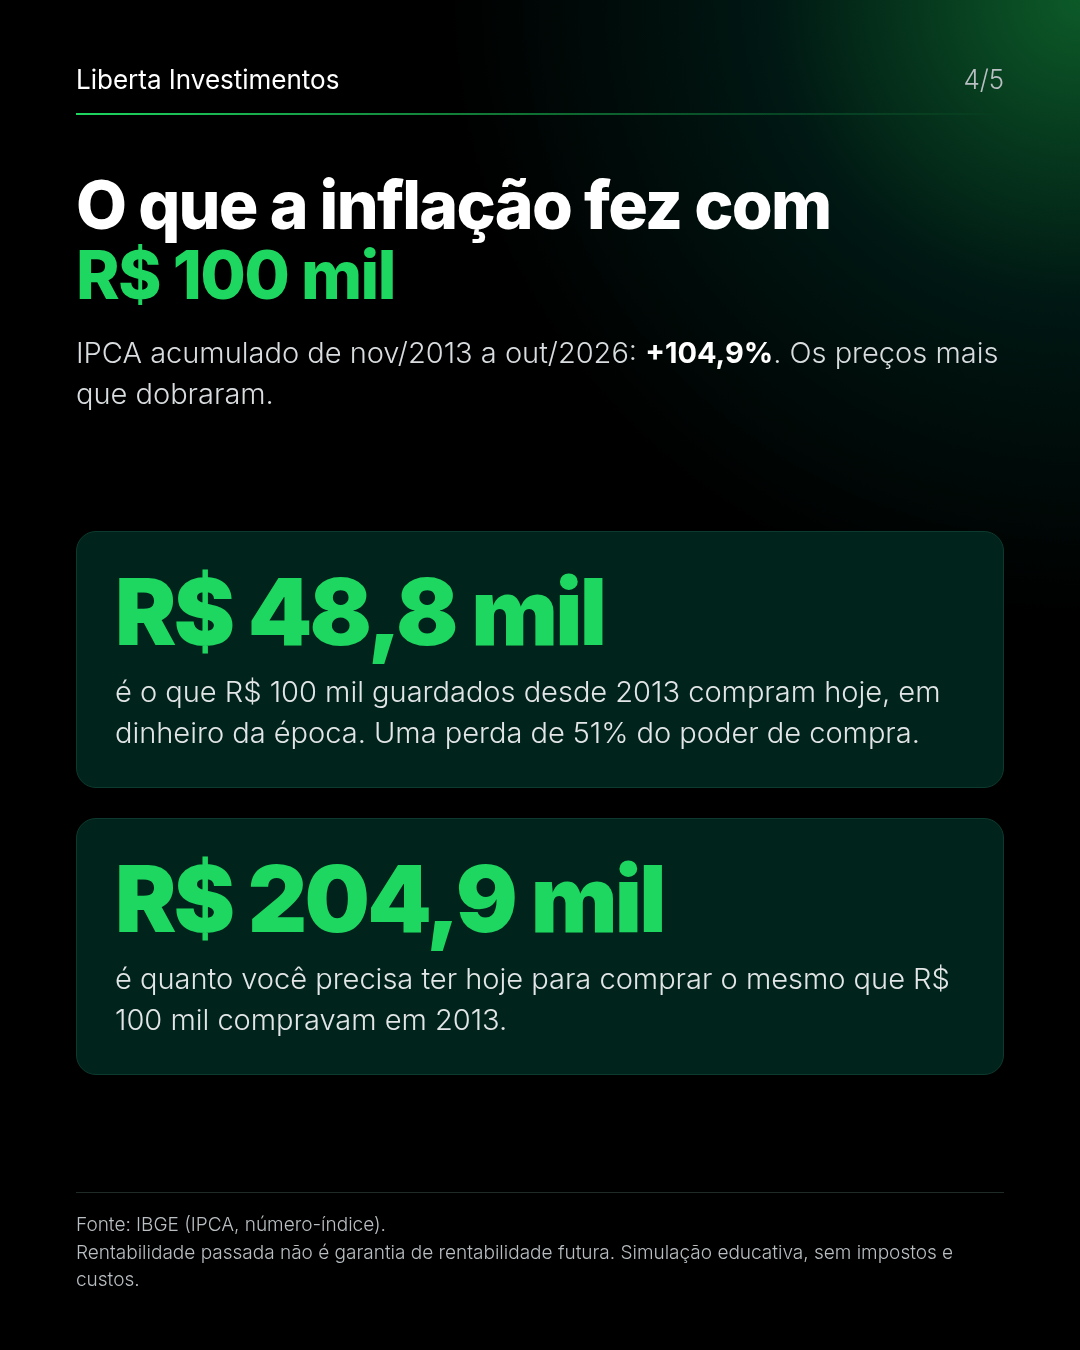 Liberta Investimentos
4/5
O que a inflação fez com
R$ 100 mil
IPCA acumulado de nov/2013 a out/2026: +104,9%. Os preços mais
que dobraram.
R$ 48,8 mil
é o que R$ 100 mil guardados desde 2013 compram hoje, em
dinheiro da época. Uma perda de 51% do poder de compra.
R$ 204,9 mil
é quanto você precisa ter hoje para comprar o mesmo que R$
100 mil compravam em 2013.
Fonte: IBGE (IPCA, número-índice).
Rentabilidade passada não é garantia de rentabilidade futura. Simulação educativa, sem impostos e
custos.